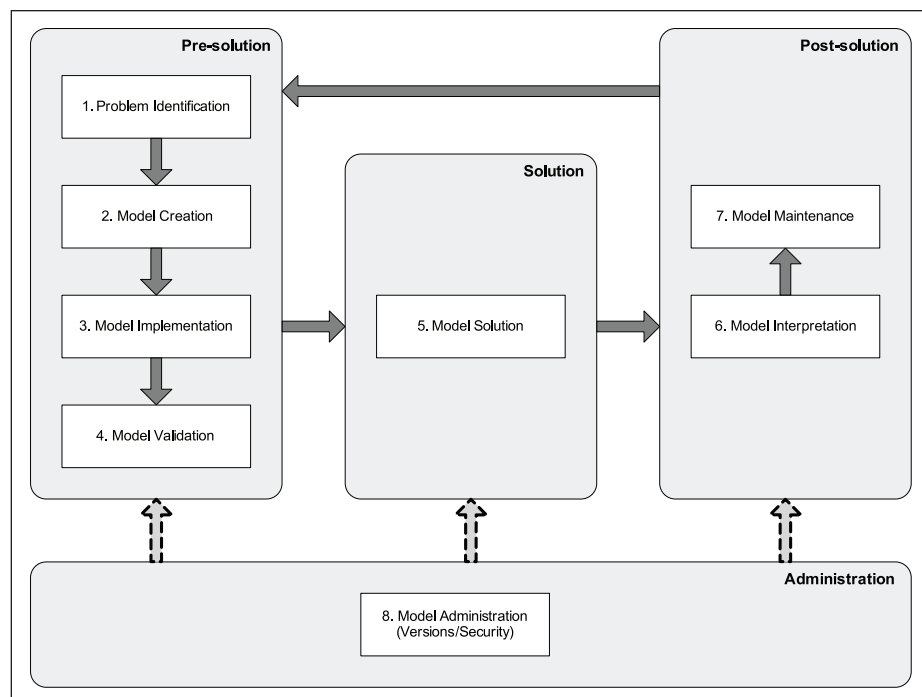 Pre-solution
1. Problem Identification
2. Model Creation
3. Model Implementation
4. Model Validation
Solution
5. Model Solution
Post-solution
7. Model Maintenance
6. Model Interpretation
Administration
8. Model Administration
(Versions/Security)